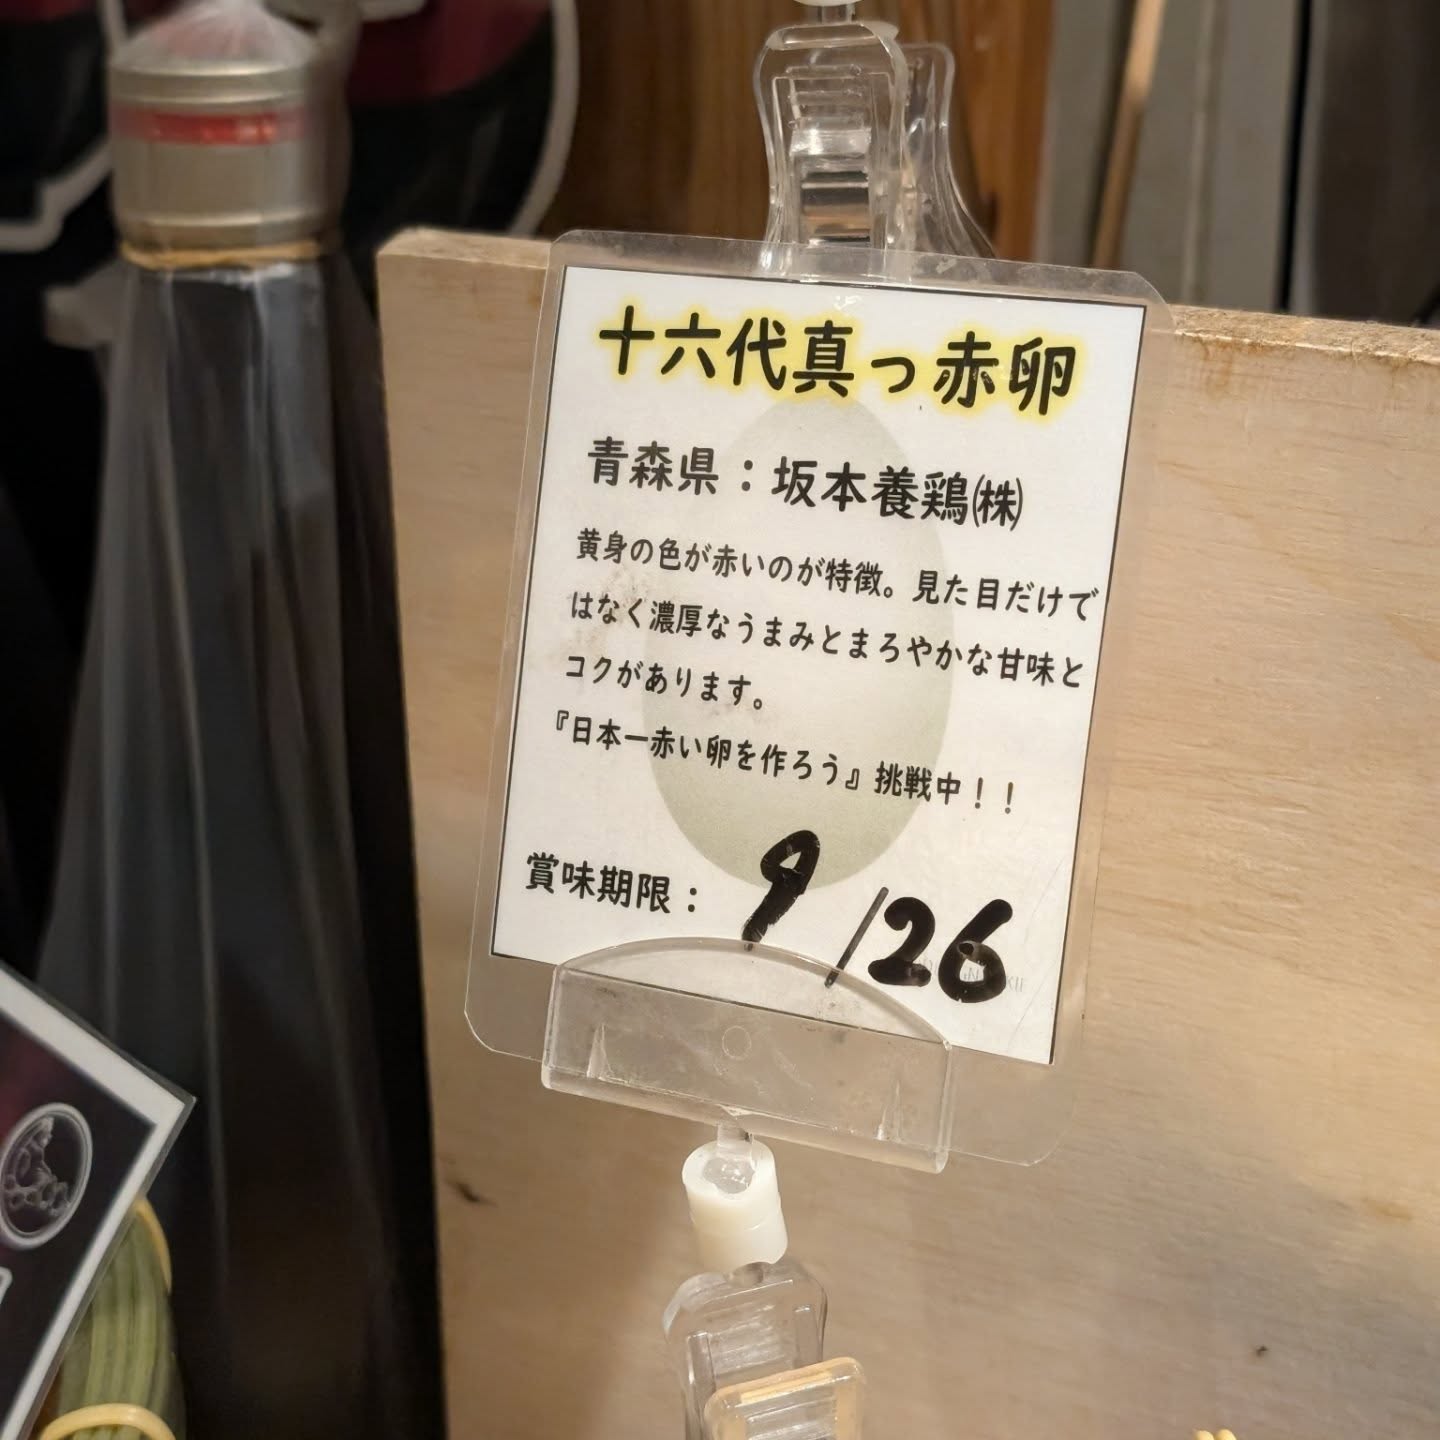 十六代真っ赤卵
青森県：坂本養鶏㈱
黄身の色が赤いのが特徴。見た目だけで
はなく濃厚なうまみとまろやかな甘味と
コクがあります。
『日本一赤い卵を作ろう』挑戦中！！
賞味期限： 9/26